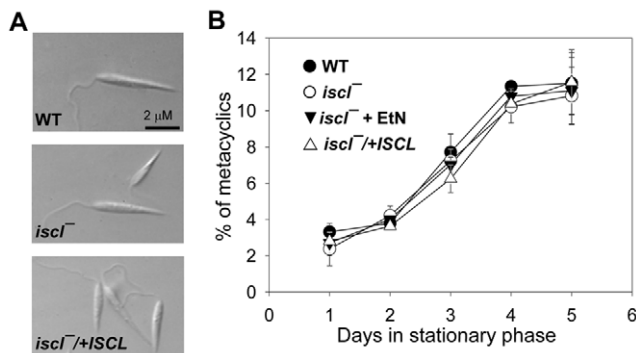 A
WT
2 µM
iscl⁻
iscl⁻/+ISCL
B
% of metacyclics
14
12
10
8
6
4
2
0
WT
iscl⁻
iscl⁻ + EtN
iscl⁻/+ISCL
0 1 2 3 4 5 6
Days in stationary phase